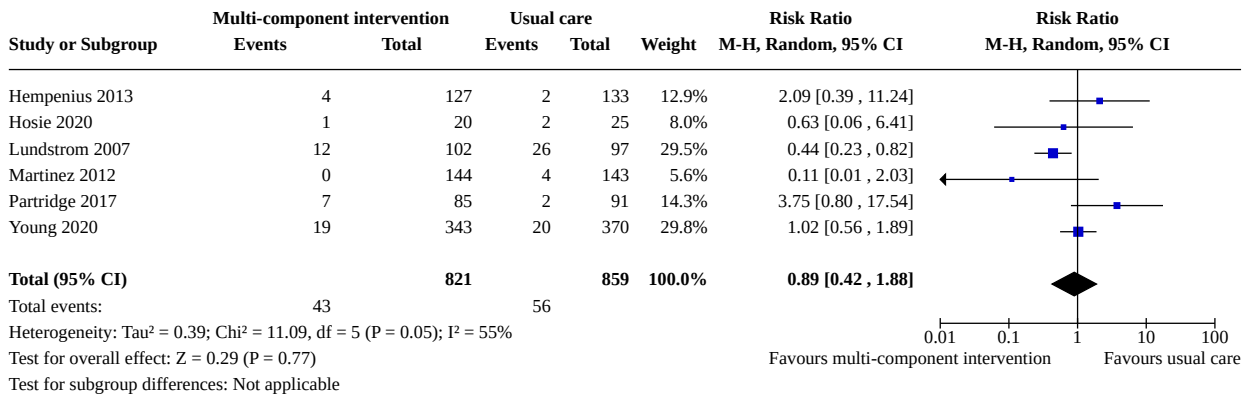 Multi-component intervention Usual care Risk Ratio Risk Ratio
Study or Subgroup Events Total Events Total Weight M-H, Random, 95% CI M-H, Random, 95% CI
Hempenius 2013 4 127 2 133 12.9% 2.09 [0.39 , 11.24]
Hosie 2020 1 20 2 25 8.0% 0.63 [0.06 , 6.41]
Lundstrom 2007 12 102 26 97 29.5% 0.44 [0.23 , 0.82]
Martinez 2012 0 144 4 143 5.6% 0.11 [0.01 , 2.03]
Partridge 2017 7 85 2 91 14.3% 3.75 [0.80 , 17.54]
Young 2020 19 343 20 370 29.8% 1.02 [0.56 , 1.89]
Total (95% CI) 821 859 100.0% 0.89 [0.42 , 1.88]
Total events: 43 56
Heterogeneity: Tau² = 0.39; Chi² = 11.09, df = 5 (P = 0.05); I² = 55%
0.01 0.1 1 10 100
Test for overall effect: Z = 0.29 (P = 0.77) Favours multi-component intervention Favours usual care
Test for subgroup differences: Not applicable